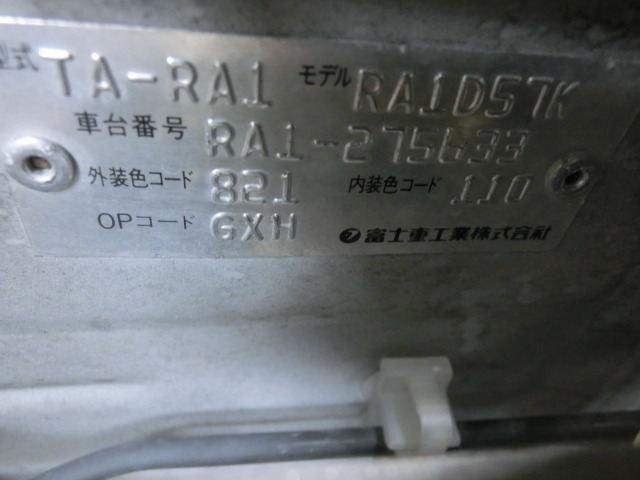 型式 TA-RA1 モデル RA1D57K
車台番号 RA1-275633
外装色コード 821 内装色コード 110
OPコード GXH 富士重工業株式会社